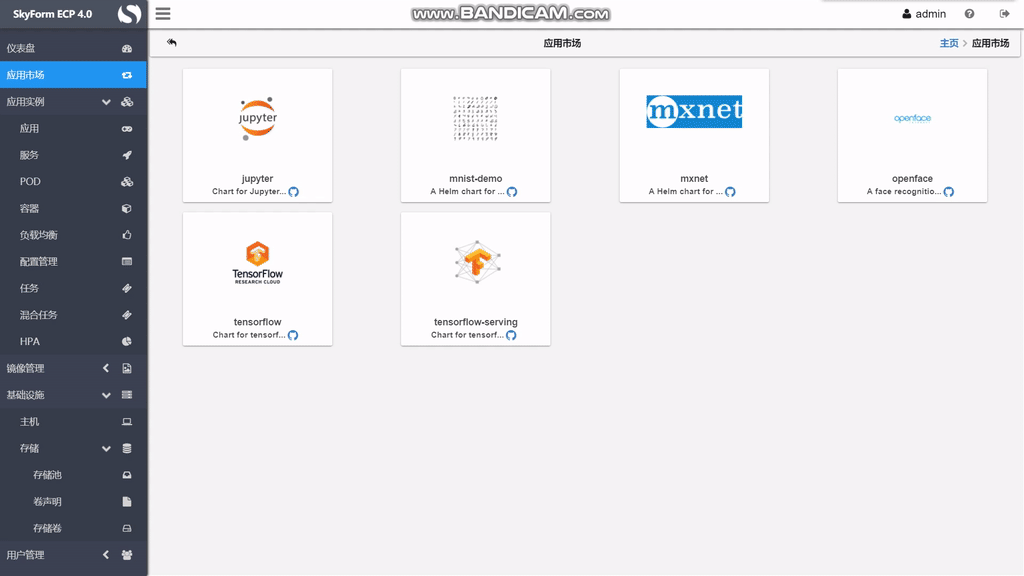 SkyForm ECP 4.0
www.BANDICAM.com
admin
仪表盘
应用市场
应用实例
应用
服务
POD
容器
负载均衡
配置管理
任务
混合任务
HPA
镜像管理
基础设施
主机
存储
存储池
卷声明
存储卷
用户管理
应用市场
主页 > 应用市场
jupyter
jupyter
Chart for Jupyter...
mnist-demo
A Helm chart for ...
mxnet
mxnet
A Helm chart for ...
openface
openface
A face recognitio...
TensorFlow
RESEARCH CLOUD
tensorflow
Chart for tensorf...
tensorflow-serving
Chart for tensorf...